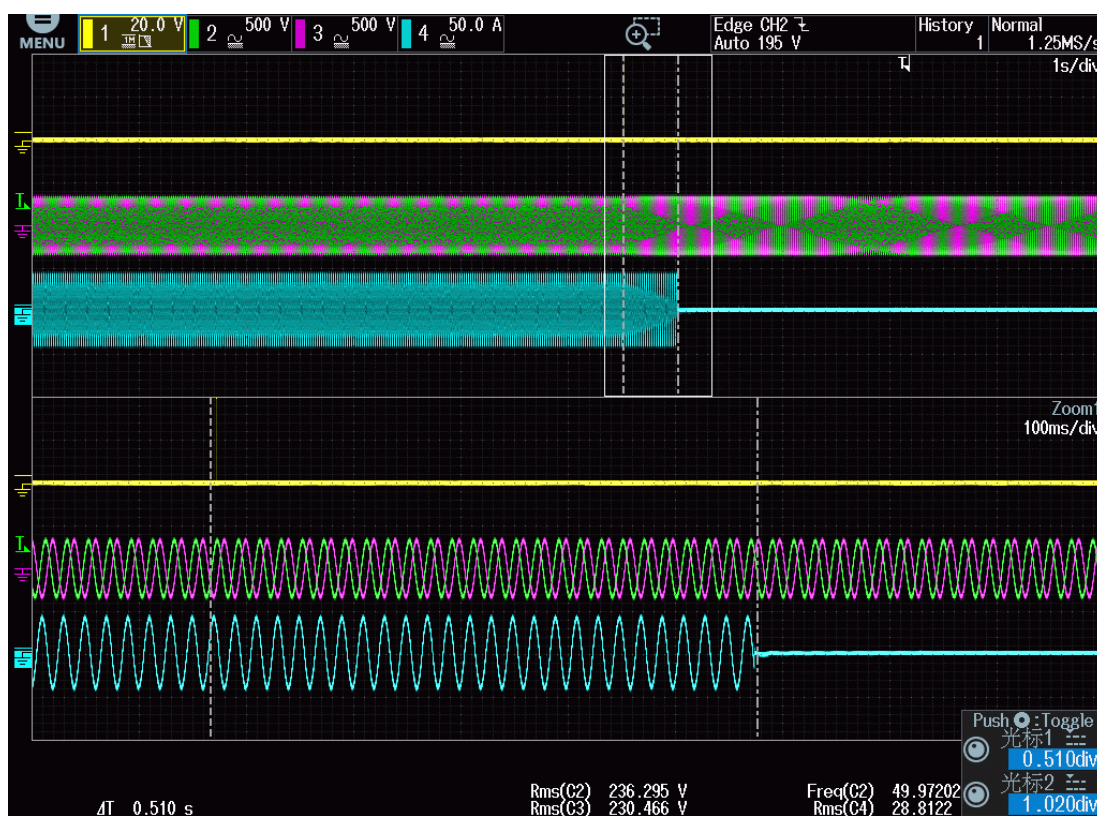 MENU
1 20.0 V 2 500 V 3 500 V 4 50.0 A
1M
Edge CH2
Auto 195 V
History
1
Normal
1.25MS/s
1s/div
Zoom1
100ms/div
Push :Toggle
光标1
0.510div
光标2
1.020div
Rms(C2) 236.295 V Freq(C2) 49.97202
ΔT 0.510 s Rms(C3) 230.466 V Rms(C4) 28.8122